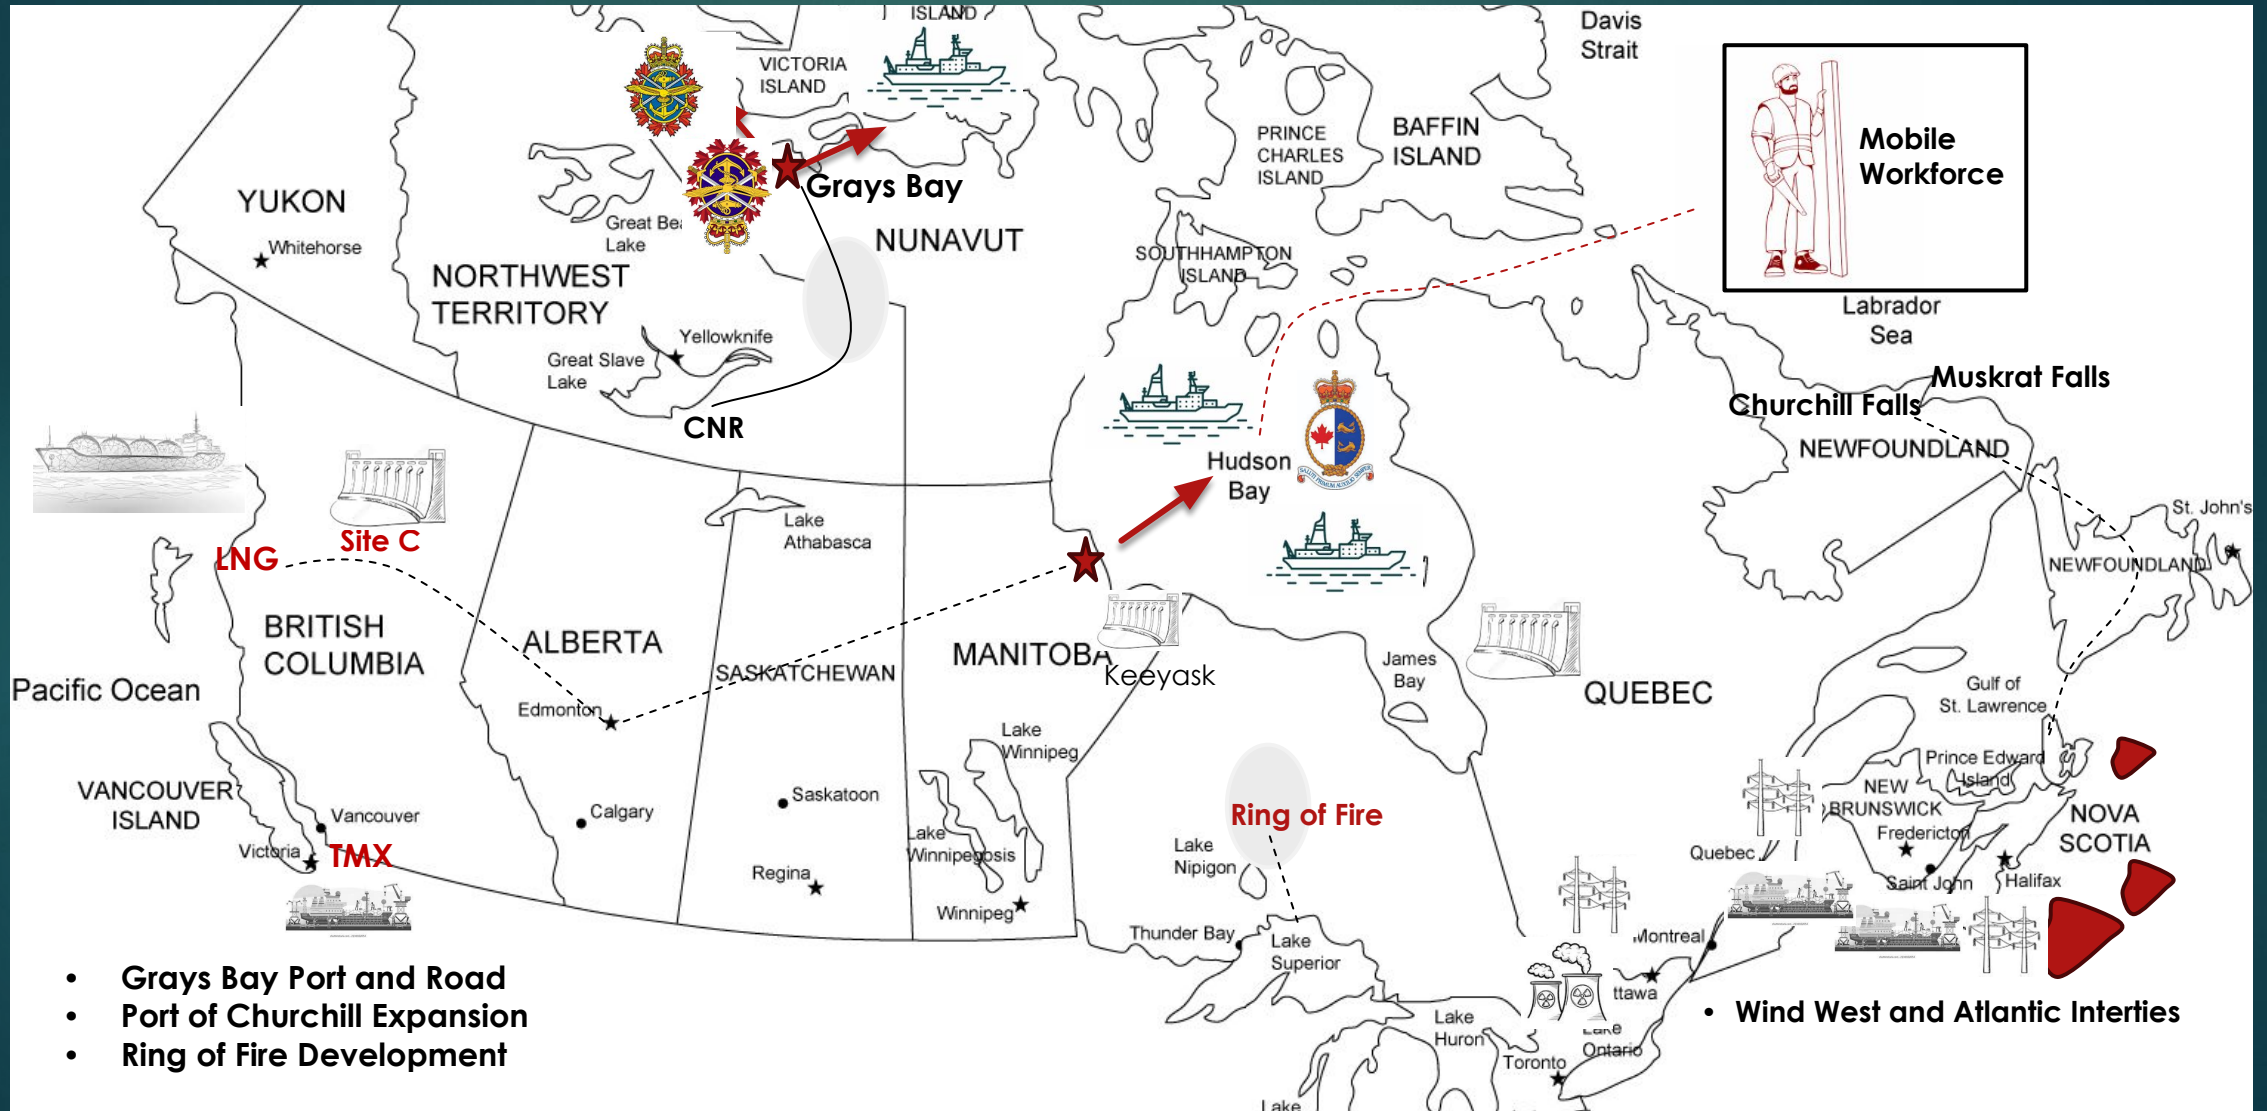 ISLAND
Davis
Strait
VICTORIA
ISLAND
PRINCE
CHARLES
ISLAND
BAFFIN
ISLAND
Mobile
Workforce
YUKON
Whitehorse
Grays Bay
Great Bea
Lake
NUNAVUT
SOUTHHAMPTON
ISLAND
NORTHWEST
TERRITORY
Yellowknife
Great Slave
Lake
CNR
Labrador
Sea
Muskrat Falls
Churchill Falls
NEWFOUNDLAND
Hudson
Bay
SALUTI PRIMUM AUXILIO SEMPER
St. John's
NEWFOUNDLAND
Lake
Athabasca
Site C
LNG
BRITISH
COLUMBIA
ALBERTA
SASKATCHEWAN
MANITOBA
Keeyask
James
Bay
QUEBEC
Pacific Ocean
Edmonton
Gulf of
St. Lawrence
Lake
Winnipeg
Prince Edward
Island
VANCOUVER
ISLAND
Vancouver
Victoria
TMX
Calgary
Saskatoon
Regina
Lake
Winnipegosis
Winnipeg
Ring of Fire
Lake
Nipigon
Thunder Bay
Lake
Superior
NEW
BRUNSWICK
Fredericton
Saint John
Halifax
NOVA
SCOTIA
Quebec
Montreal
ttawa
Lake
Huron
Lake
Ontario
Toronto
Lake
• Grays Bay Port and Road
• Port of Churchill Expansion
• Ring of Fire Development
• Wind West and Atlantic Interties